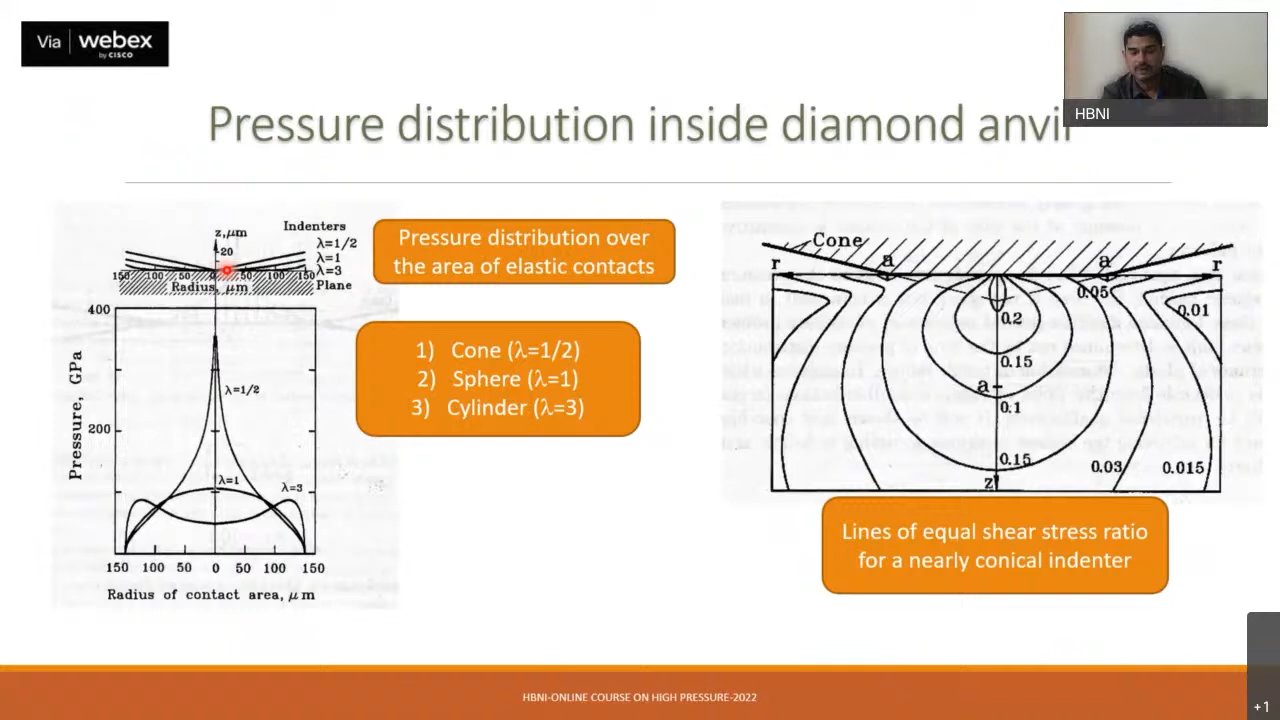 Via webex
by CISCO
HBNI
Pressure distribution inside diamond anvil
Indenters
z, μm
λ=1/2
20
λ=1
λ=3
150 100 50 0 50 100 150
Radius, μm
Plane
Pressure distribution over
the area of elastic contacts
1) Cone (λ=1/2)
2) Sphere (λ=1)
3) Cylinder (λ=3)
400
200
Pressure, GPa
λ=1/2
λ=1
λ=3
150 100 50 0 50 100 150
Radius of contact area, μm
Cone
r a a r
0.05
0.01
0.2
0.15
a
0.1
0.15 0.03 0.015
z
Lines of equal shear stress ratio
for a nearly conical indenter
HBNI-ONLINE COURSE ON HIGH PRESSURE-2022
+1